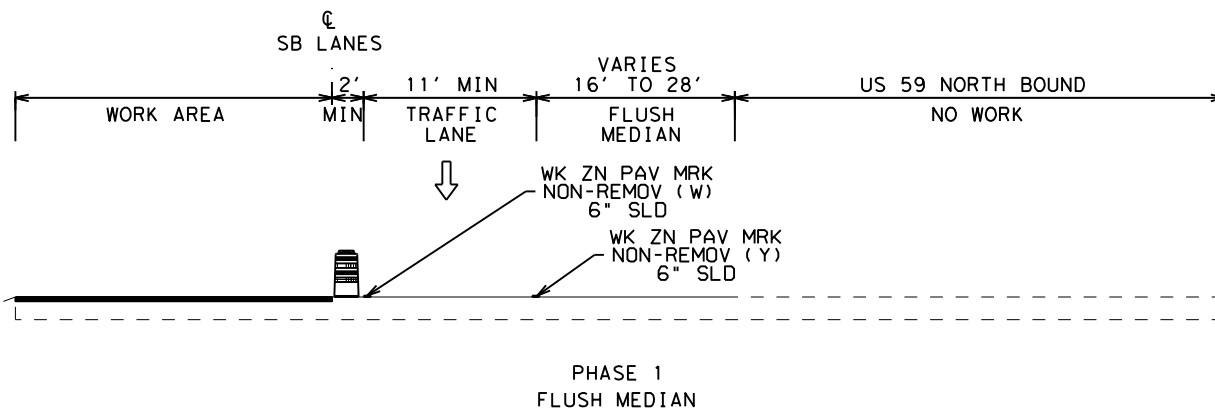 ℄
SB LANES
2' 11' MIN VARIES
16' TO 28' US 59 NORTH BOUND
WORK AREA MIN TRAFFIC
LANE FLUSH
MEDIAN NO WORK
WK ZN PAV MRK
NON-REMOV (W)
6" SLD
WK ZN PAV MRK
NON-REMOV (Y)
6" SLD
PHASE 1
FLUSH MEDIAN